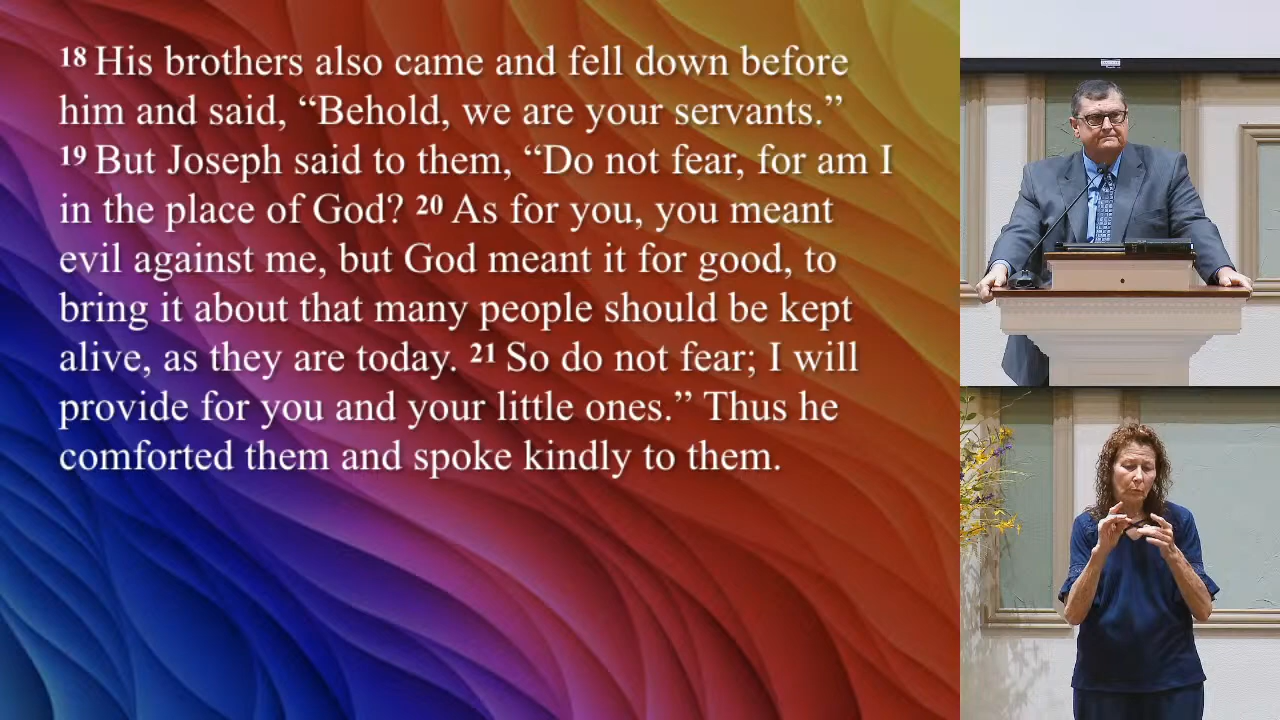 18 His brothers also came and fell down before
him and said, “Behold, we are your servants.”
19 But Joseph said to them, “Do not fear, for am I
in the place of God? 20 As for you, you meant
evil against me, but God meant it for good, to
bring it about that many people should be kept
alive, as they are today. 21 So do not fear; I will
provide for you and your little ones.” Thus he
comforted them and spoke kindly to them.